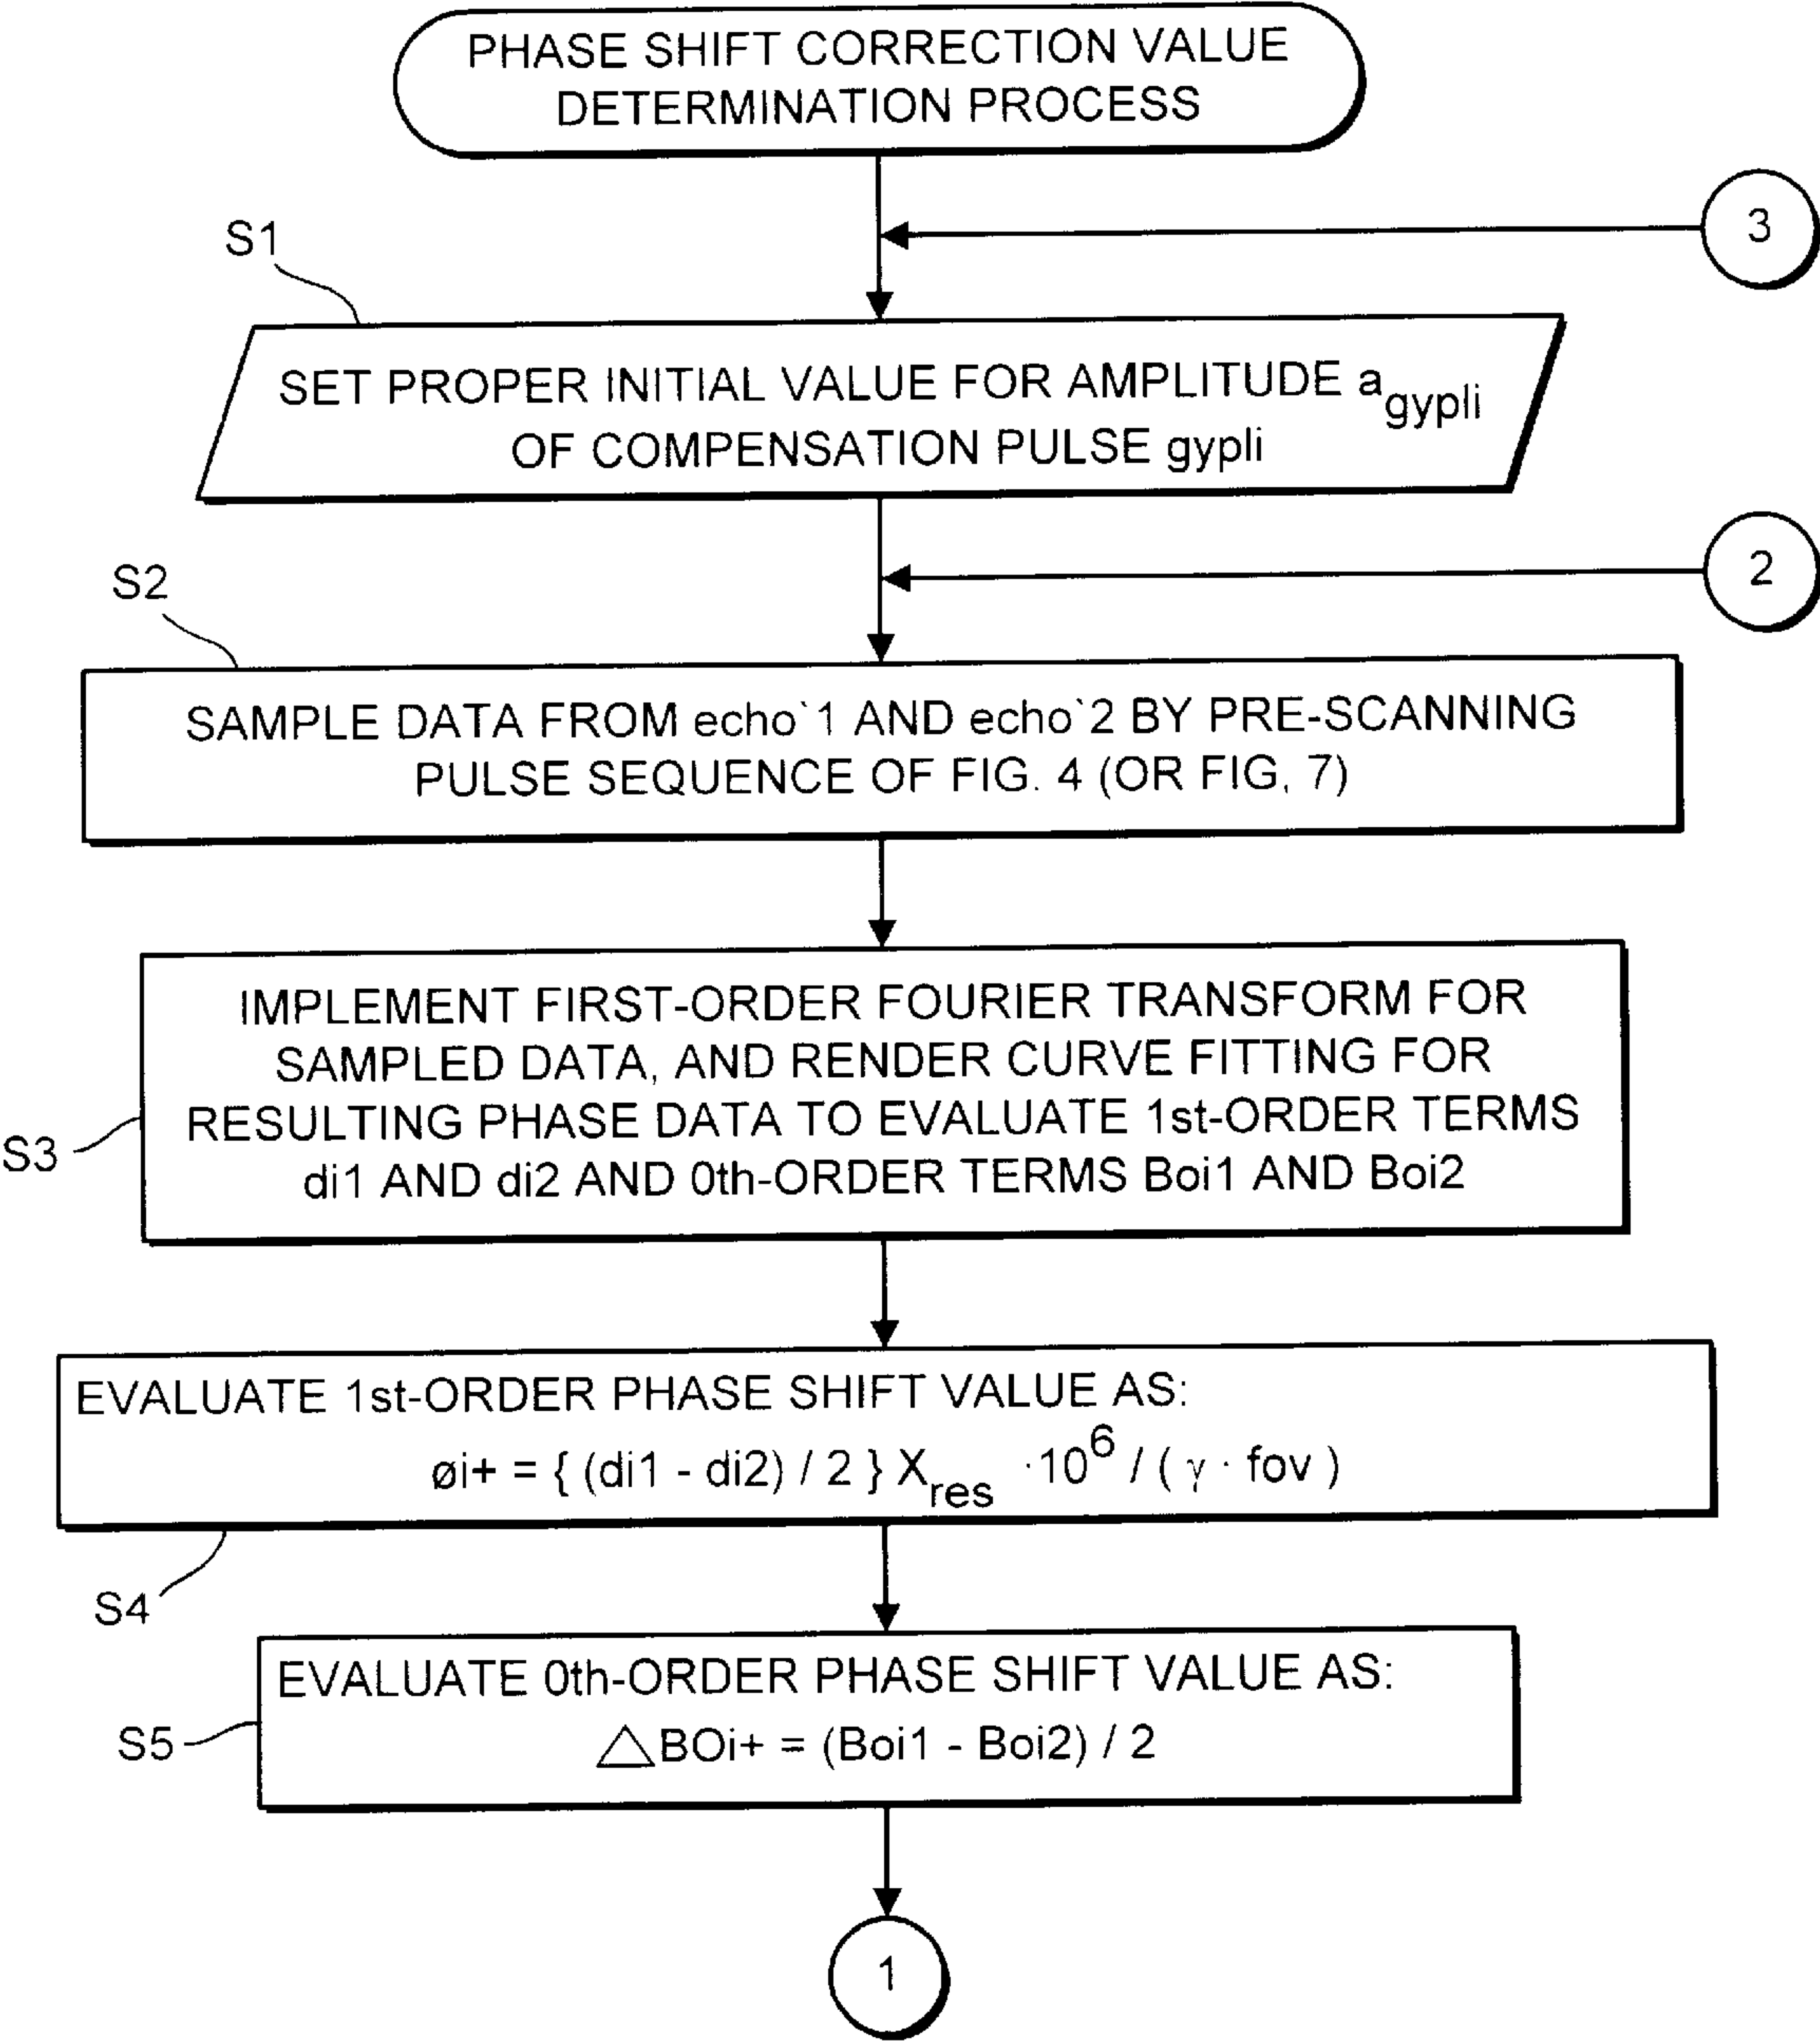 PHASE SHIFT CORRECTION VALUE
DETERMINATION PROCESS
3
S1
SET PROPER INITIAL VALUE FOR AMPLITUDE a_gypli
OF COMPENSATION PULSE gypli
2
S2
SAMPLE DATA FROM echo`1 AND echo`2 BY PRE-SCANNING
PULSE SEQUENCE OF FIG. 4 (OR FIG, 7)
IMPLEMENT FIRST-ORDER FOURIER TRANSFORM FOR
SAMPLED DATA, AND RENDER CURVE FITTING FOR
RESULTING PHASE DATA TO EVALUATE 1st-ORDER TERMS
di1 AND di2 AND 0th-ORDER TERMS Boi1 AND Boi2
S3
EVALUATE 1st-ORDER PHASE SHIFT VALUE AS:
øi+ = { (di1 - di2) / 2 } X_res ·10^6 / ( γ · fov )
S4
EVALUATE 0th-ORDER PHASE SHIFT VALUE AS:
△BOi+ = (Boi1 - Boi2) / 2
S5
1